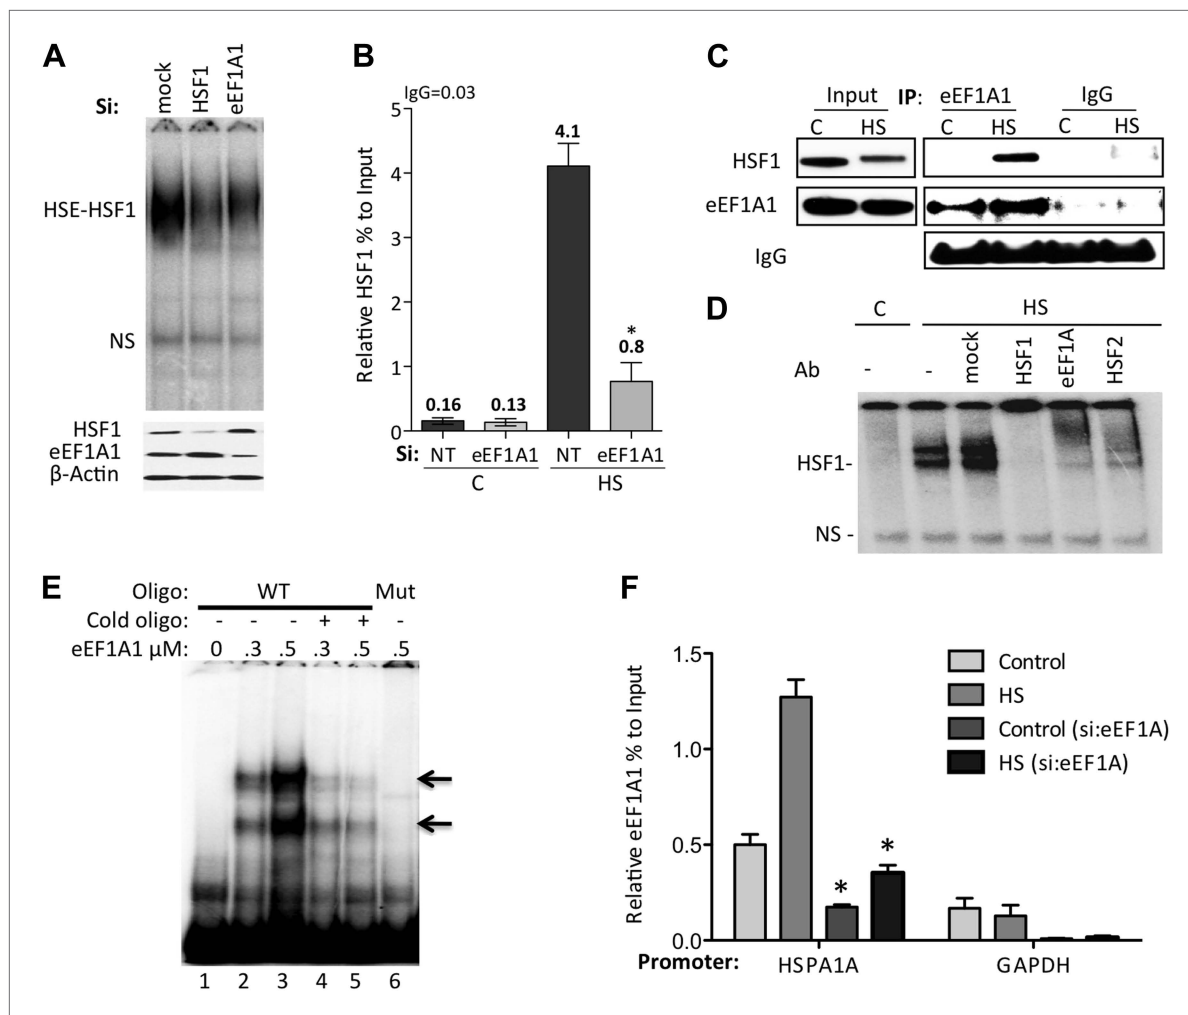 A
Si:
mock
HSF1
eEF1A1
HSE-HSF1
NS
HSF1
eEF1A1
β-Actin
B
IgG=0.03
Relative HSF1 % to Input
5
4
3
2
1
0
0.16
0.13
4.1
*
0.8
Si: NT eEF1A1 NT eEF1A1
C HS
C
Input IP: eEF1A1 IgG
C HS C HS C HS
HSF1
eEF1A1
IgG
D
C HS
Ab - - mock HSF1 eEF1A HSF2
HSF1-
NS -
E
Oligo: WT Mut
Cold oligo: - - - + + -
eEF1A1 μM: 0 .3 .5 .3 .5 .5
1 2 3 4 5 6
F
Relative eEF1A1 % to Input
1.5
1.0
0.5
0.0
Control
HS
Control (si:eEF1A)
HS (si:eEF1A)
* *
Promoter: HSPA1A GAPDH